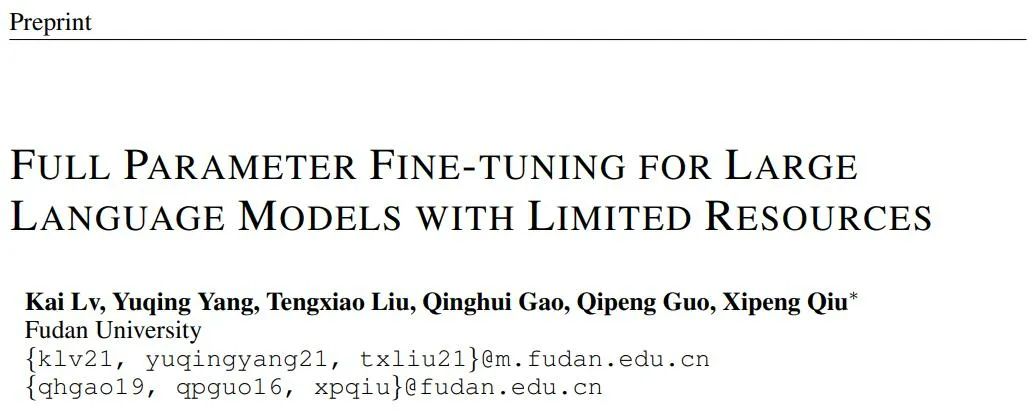 Preprint
FULL PARAMETER FINE-TUNING FOR LARGE
LANGUAGE MODELS WITH LIMITED RESOURCES
Kai Lv, Yuqing Yang, Tengxiao Liu, Qinghui Gao, Qipeng Guo, Xipeng Qiu*
Fudan University
{klv21, yuqingyang21, txliu21}@m.fudan.edu.cn
{qhgao19, qpguo16, xpqiu}@fudan.edu.cn